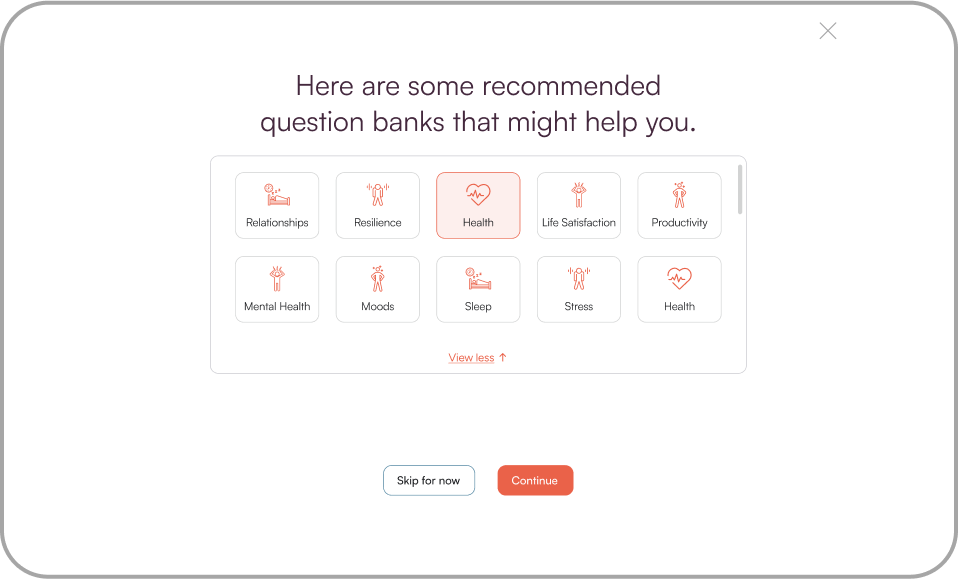 Here are some recommended
question banks that might help you.
Relationships
Resilience
Health
Life Satisfaction
Productivity
Mental Health
Moods
Sleep
Stress
Health
View less ↑
Skip for now
Continue